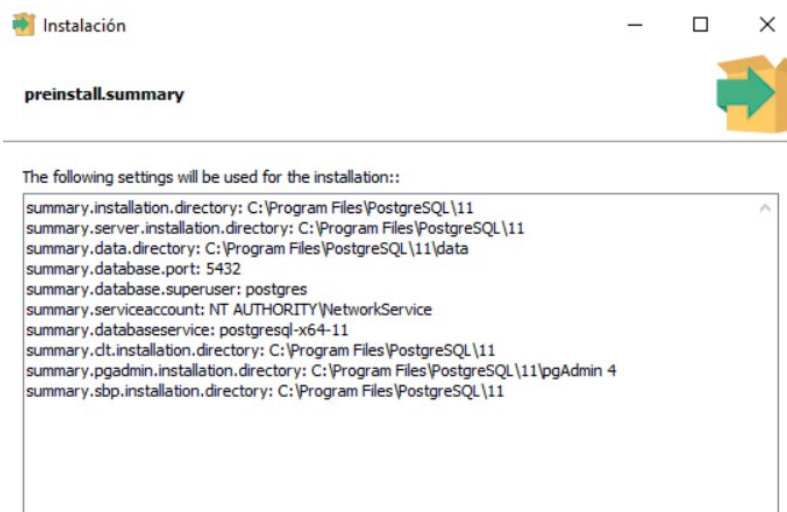 Instalación
preinstall.summary
The following settings will be used for the installation::
summary.installation.directory: C:\Program Files\PostgreSQL\11
summary.server.installation.directory: C:\Program Files\PostgreSQL\11
summary.data.directory: C:\Program Files\PostgreSQL\11\data
summary.database.port: 5432
summary.database.superuser: postgres
summary.serviceaccount: NT AUTHORITY\NetworkService
summary.databaseservice: postgresql-x64-11
summary.clt.installation.directory: C:\Program Files\PostgreSQL\11
summary.pgadmin.installation.directory: C:\Program Files\PostgreSQL\11\pgAdmin 4
summary.sbp.installation.directory: C:\Program Files\PostgreSQL\11